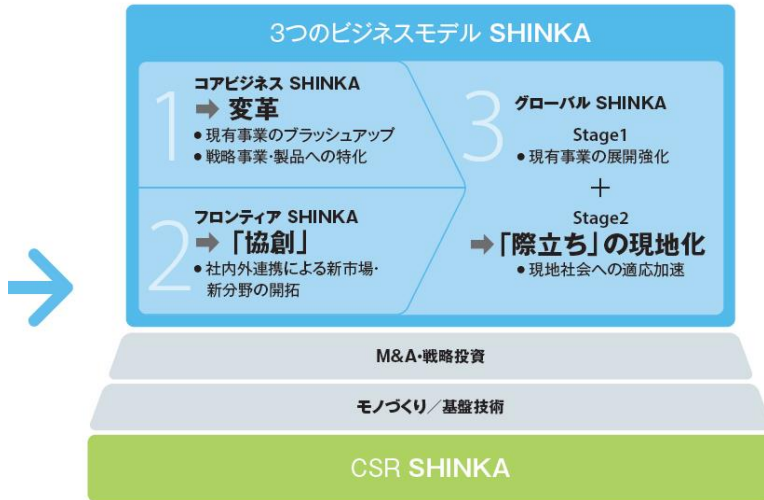 3つのビジネスモデル SHINKA
1
コアビジネス SHINKA
➡ 変革
● 現有事業のブラッシュアップ
● 戦略事業・製品への特化
2
フロンティア SHINKA
➡ 「協創」
● 社内外連携による新市場・
新分野の開拓
3
グローバル SHINKA
Stage1
● 現有事業の展開強化
+
Stage2
➡「際立ち」の現地化
● 現地社会への適応加速
M&A・戦略投資
モノづくり／基盤技術
CSR SHINKA